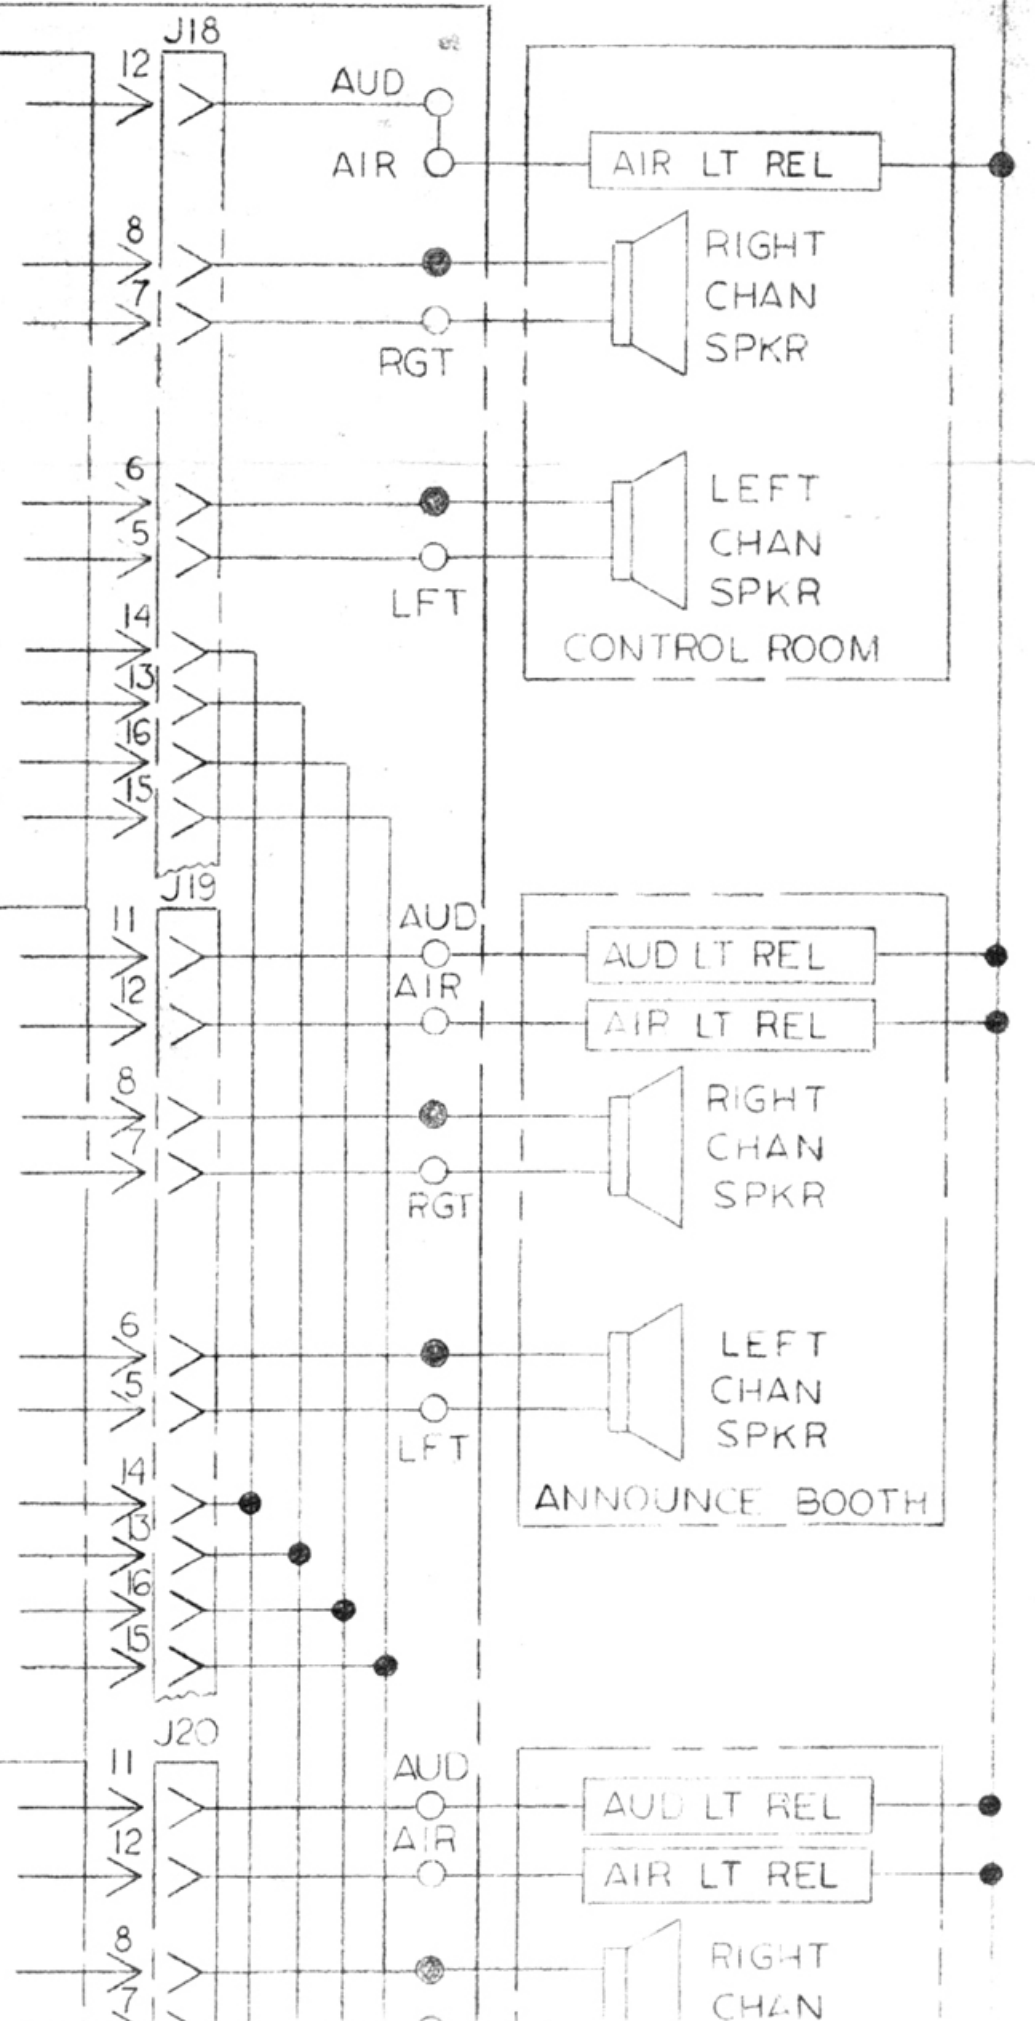 J18
12
AUD
AIR
AIR LT REL
8
RIGHT
7
CHAN
RGT
SPKR
6
LEFT
5
CHAN
LFT
SPKR
14
CONTROL ROOM
13
16
15
J19
11
AUD
AUD LT REL
12
AIR
AIR LT REL
8
RIGHT
7
CHAN
RGT
SPKR
6
LEFT
5
CHAN
LFT
SPKR
14
ANNOUNCE BOOTH
13
16
15
J20
11
AUD
AUD LT REL
12
AIR
AIR LT REL
8
RIGHT
7
CHAN